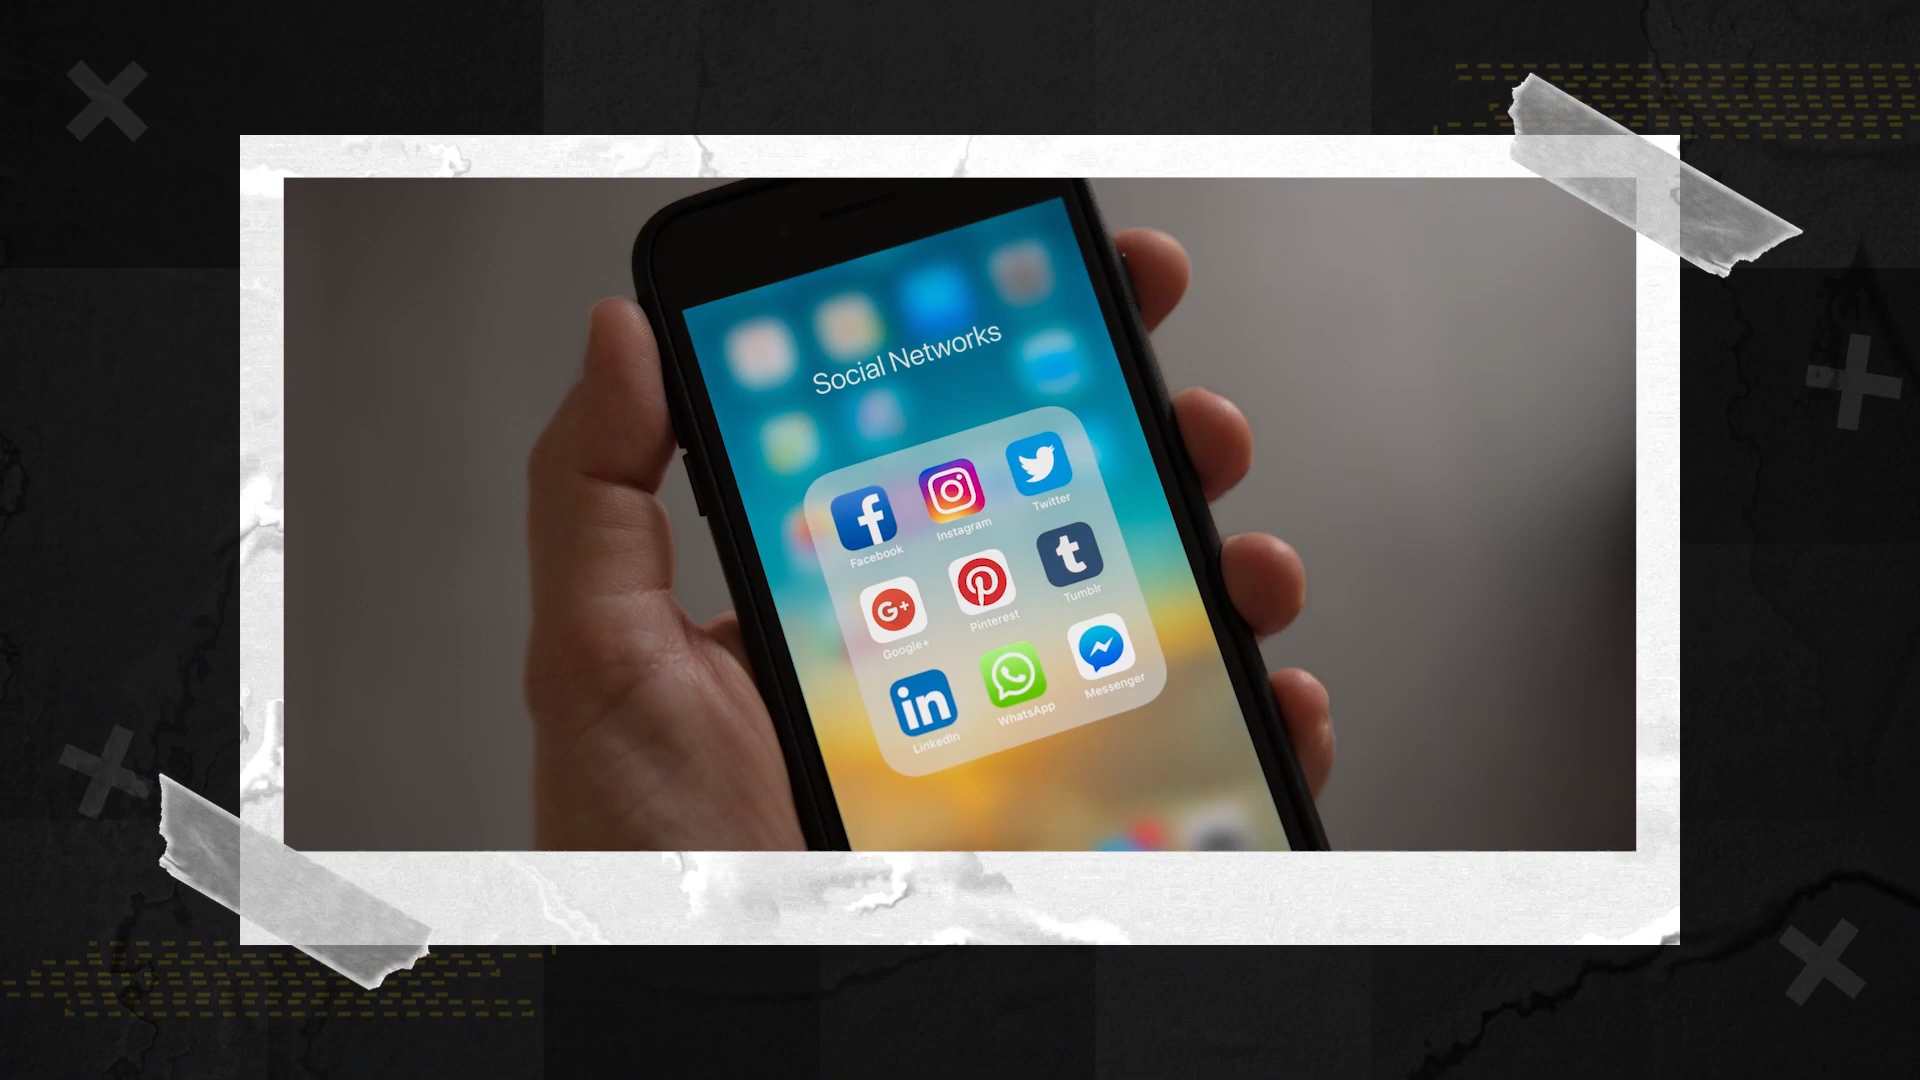 Social Networks
Facebook
Instagram
Twitter
Google+
Pinterest
Tumblr
LinkedIn
WhatsApp
Messenger